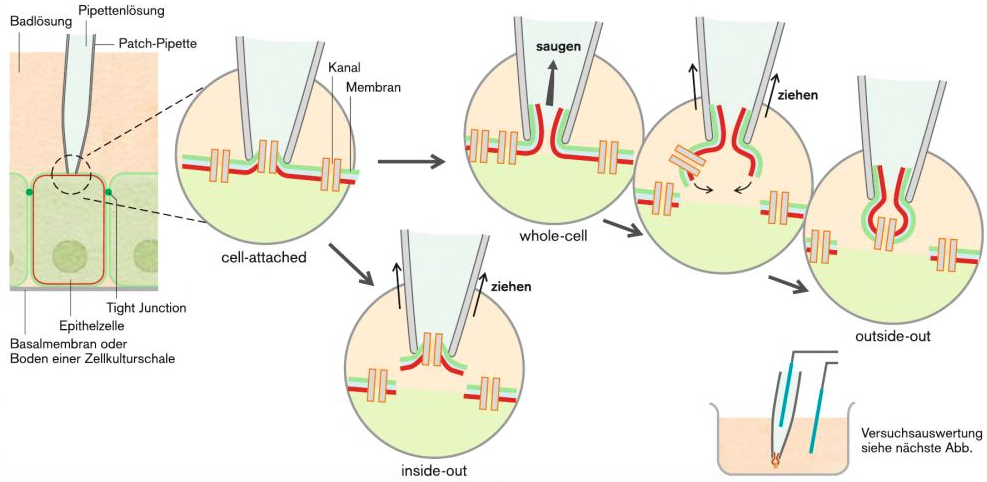 Pipettenlösung
Badlösung
Patch-Pipette
Kanal
Membran
cell-attached
Tight Junction
Epithelzelle
Basalmembran oder
Boden einer Zellkulturschale
saugen
whole-cell
ziehen
outside-out
ziehen
inside-out
Versuchsauswertung
siehe nächste Abb.